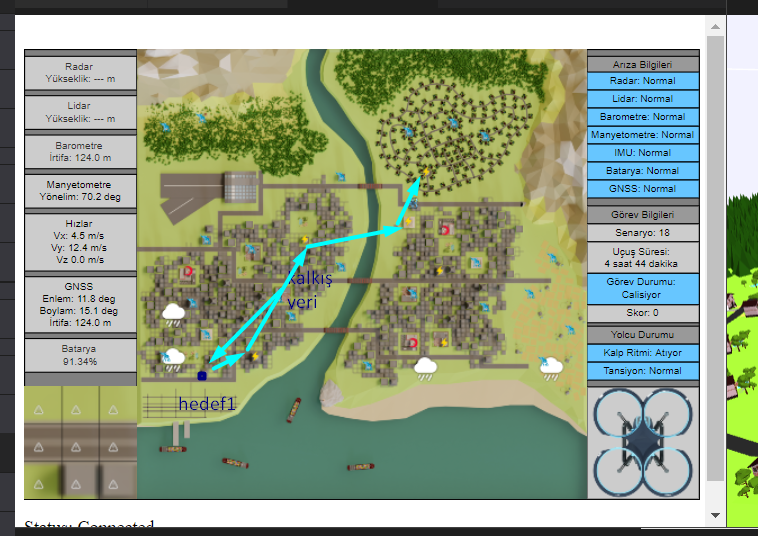 Radar
Yükseklik: --- m
Lidar
Yükseklik: --- m
Barometre
İrtifa: 124.0 m
Manyetometre
Yönelim: 70.2 deg
Hızlar
Vx: 4.5 m/s
Vy: 12.4 m/s
Vz 0.0 m/s
GNSS
Enlem: 11.8 deg
Boylam: 15.1 deg
İrtifa: 124.0 m
Batarya
91.34%
kalkış
yeri
hedef1
Arıza Bilgileri
Radar: Normal
Lidar: Normal
Barometre: Normal
Manyetometre: Normal
IMU: Normal
Batarya: Normal
GNSS: Normal
Görev Bilgileri
Senaryo: 18
Uçuş Süresi:
4 saat 44 dakika
Görev Durumu:
Calisiyor
Skor: 0
Yolcu Durumu
Kalp Ritmi: Atıyor
Tansiyon: Normal
Status: Connected